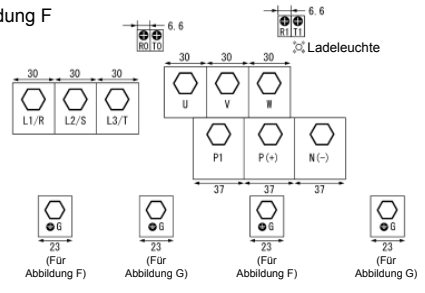 dung F
6.6
R0 T0
6.6
R1 T1
Ladeleuchte
30 30 30
L1/R L2/S L3/T
30 30 30
U V W
P1 P(+) N(-)
37 37 37
G G G G
23 23 23 23
(Für (Für (Für (Für
Abbildung F) Abbildung G) Abbildung F) Abbildung G)